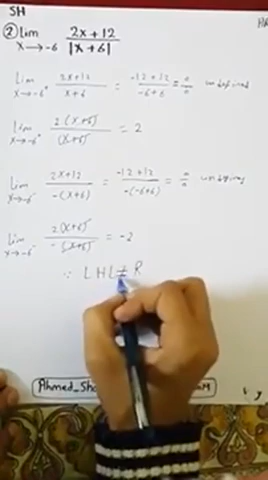 SH
② lim x→-6 (2x+12)/|x+6|
lim x→-6⁺ (2x+12)/(x+6) = (-12+12)/(-6+6) = 0/0 undefined
lim x→-6⁺ 2(x+6)/(x+6) = 2
lim x→-6⁻ (2x+12)/(-(x+6)) = (-12+12)/(-(-6+6)) = 0/0
lim x→-6⁻ 2(x+6)/(-(x+6)) = -2
∵ LHL ≠ R